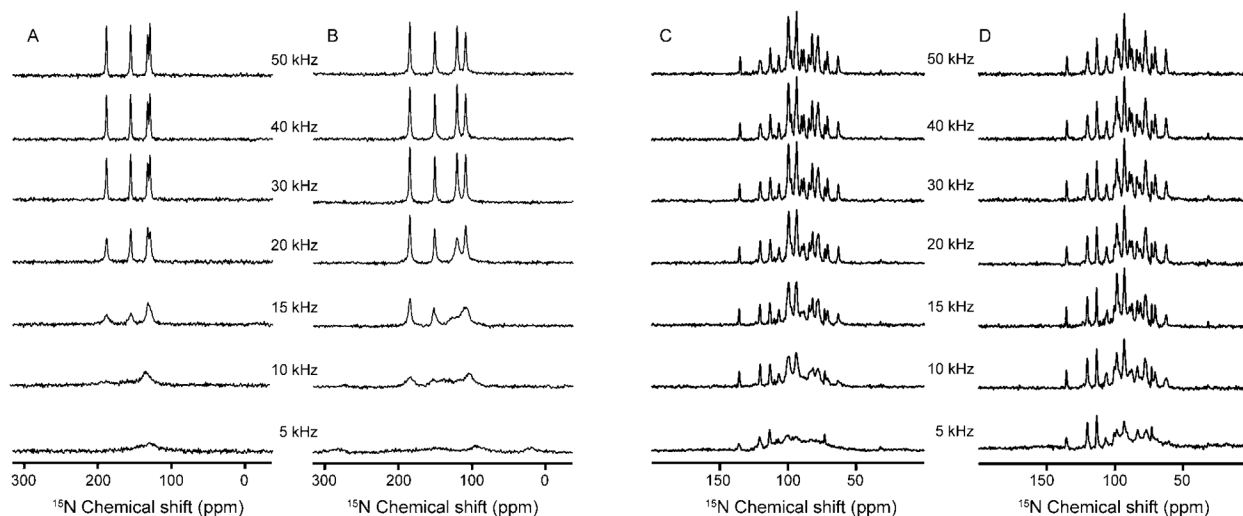 A B C D
50 kHz 50 kHz
40 kHz 40 kHz
30 kHz 30 kHz
20 kHz 20 kHz
15 kHz 15 kHz
10 kHz 10 kHz
5 kHz 5 kHz
300 200 100 0 300 200 100 0 150 100 50 150 100 50
¹⁵N Chemical shift (ppm) ¹⁵N Chemical shift (ppm) ¹⁵N Chemical shift (ppm) ¹⁵N Chemical shift (ppm)